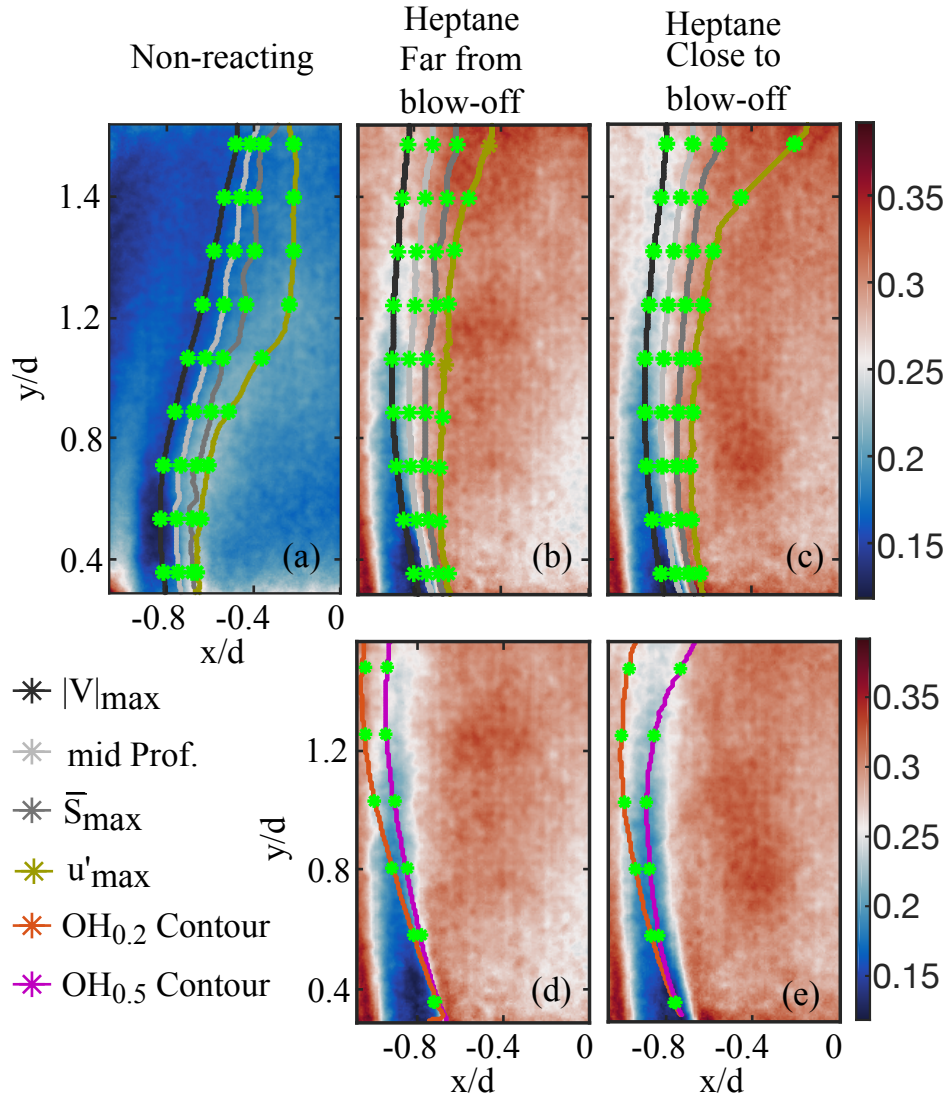 Non-reacting
Heptane
Far from
blow-off
Heptane
Close to
blow-off
y/d
1.4
1.2
0.8
0.4
(a)
(b)
(c)
0.35
0.3
0.25
0.2
0.15
-0.8 -0.4 0
x/d
|V|max
mid Prof.
S̅max
u'max
OH0.2 Contour
OH0.5 Contour
y/d
1.2
0.8
0.4
(d)
(e)
0.35
0.3
0.25
0.2
0.15
-0.8 -0.4 0
x/d
-0.8 -0.4 0
x/d